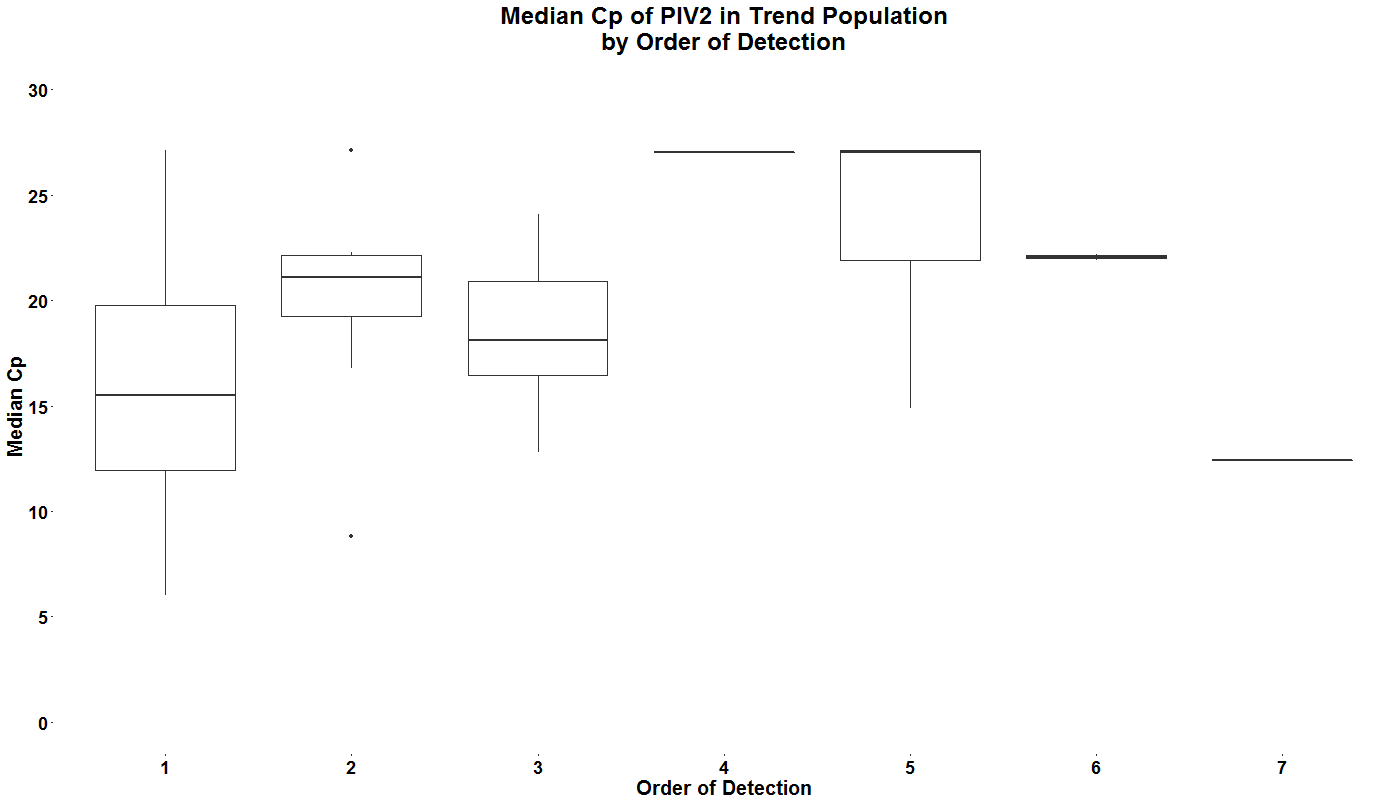 Median Cp of PIV2 in Trend Population
by Order of Detection
30
25
20
15
10
5
0
Median Cp
1 2 3 4 5 6 7
Order of Detection